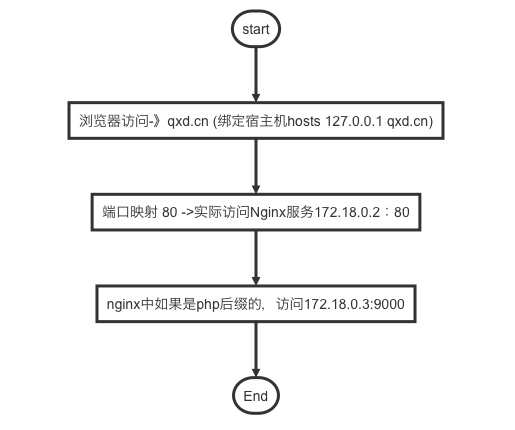 start
浏览器访问-》qxd.cn (绑定宿主机hosts 127.0.0.1 qxd.cn)
端口映射 80 ->实际访问Nginx服务172.18.0.2：80
nginx中如果是php后缀的，访问172.18.0.3:9000
End